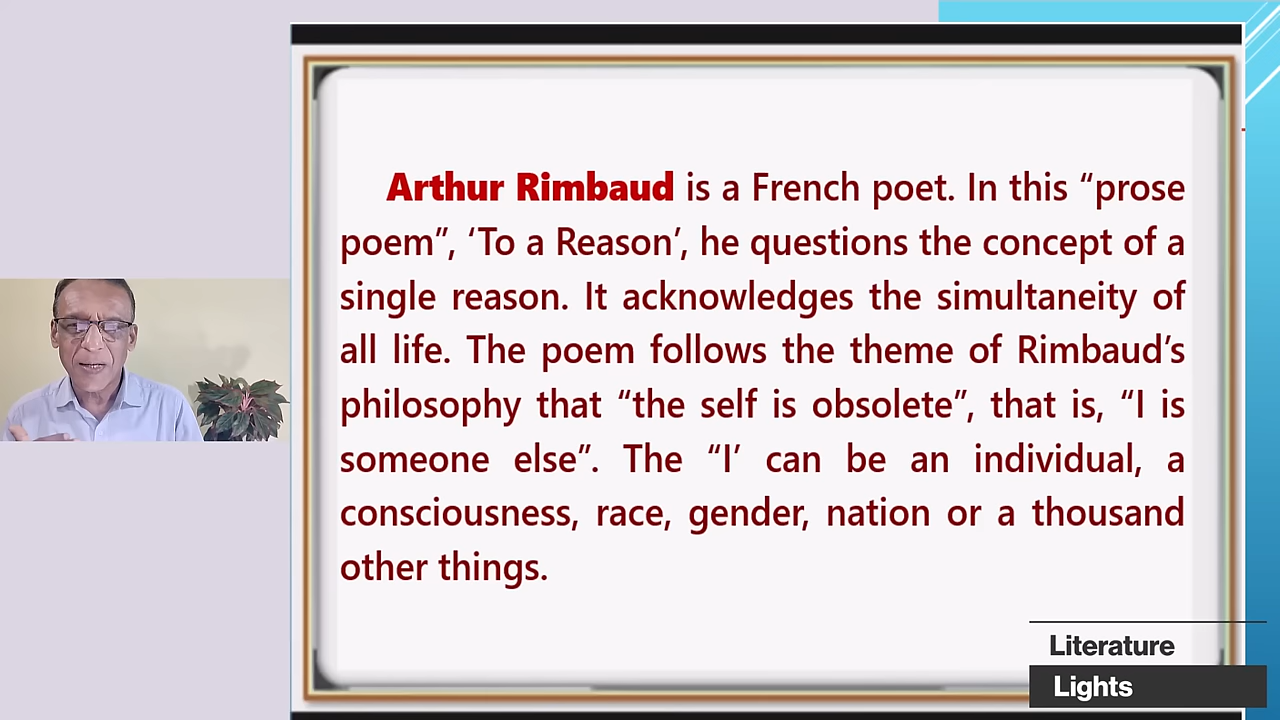 Arthur Rimbaud is a French poet. In this “prose
poem”, ‘To a Reason’, he questions the concept of a
single reason. It acknowledges the simultaneity of
all life. The poem follows the theme of Rimbaud’s
philosophy that “the self is obsolete”, that is, “I is
someone else”. The “I’ can be an individual, a
consciousness, race, gender, nation or a thousand
other things.
Literature
Lights